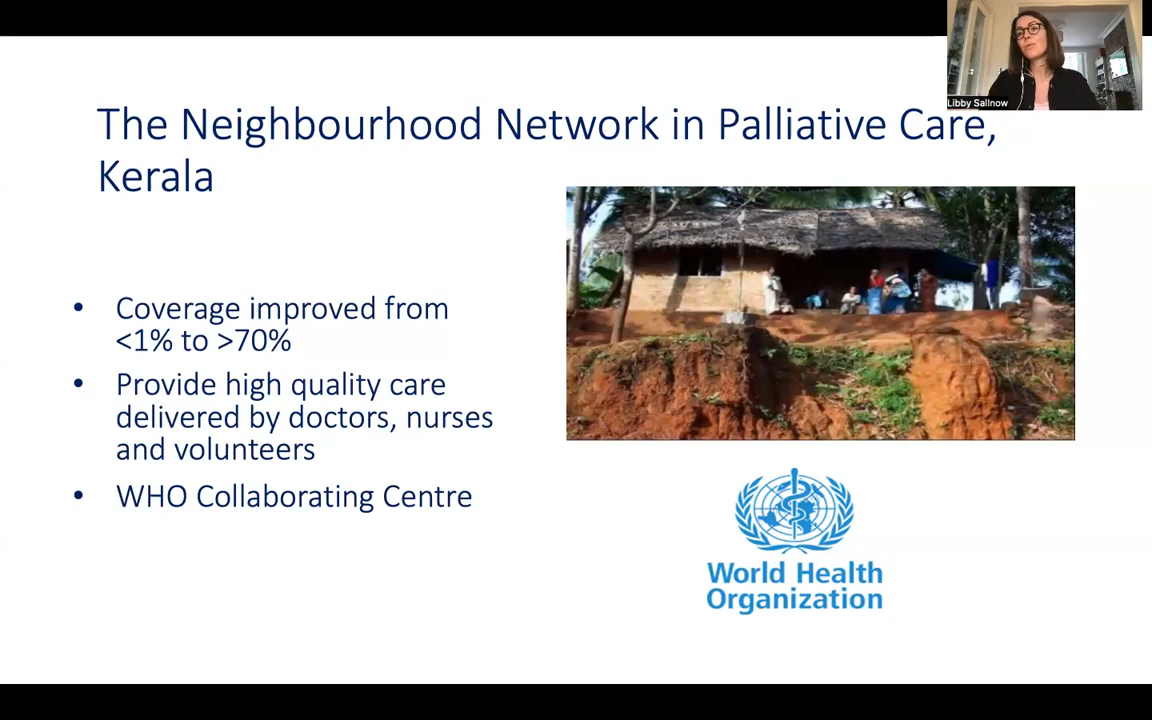 Libby Sallnow
The Neighbourhood Network in Palliative Care,
Kerala
• Coverage improved from
<1% to >70%
• Provide high quality care
delivered by doctors, nurses
and volunteers
• WHO Collaborating Centre
World Health
Organization